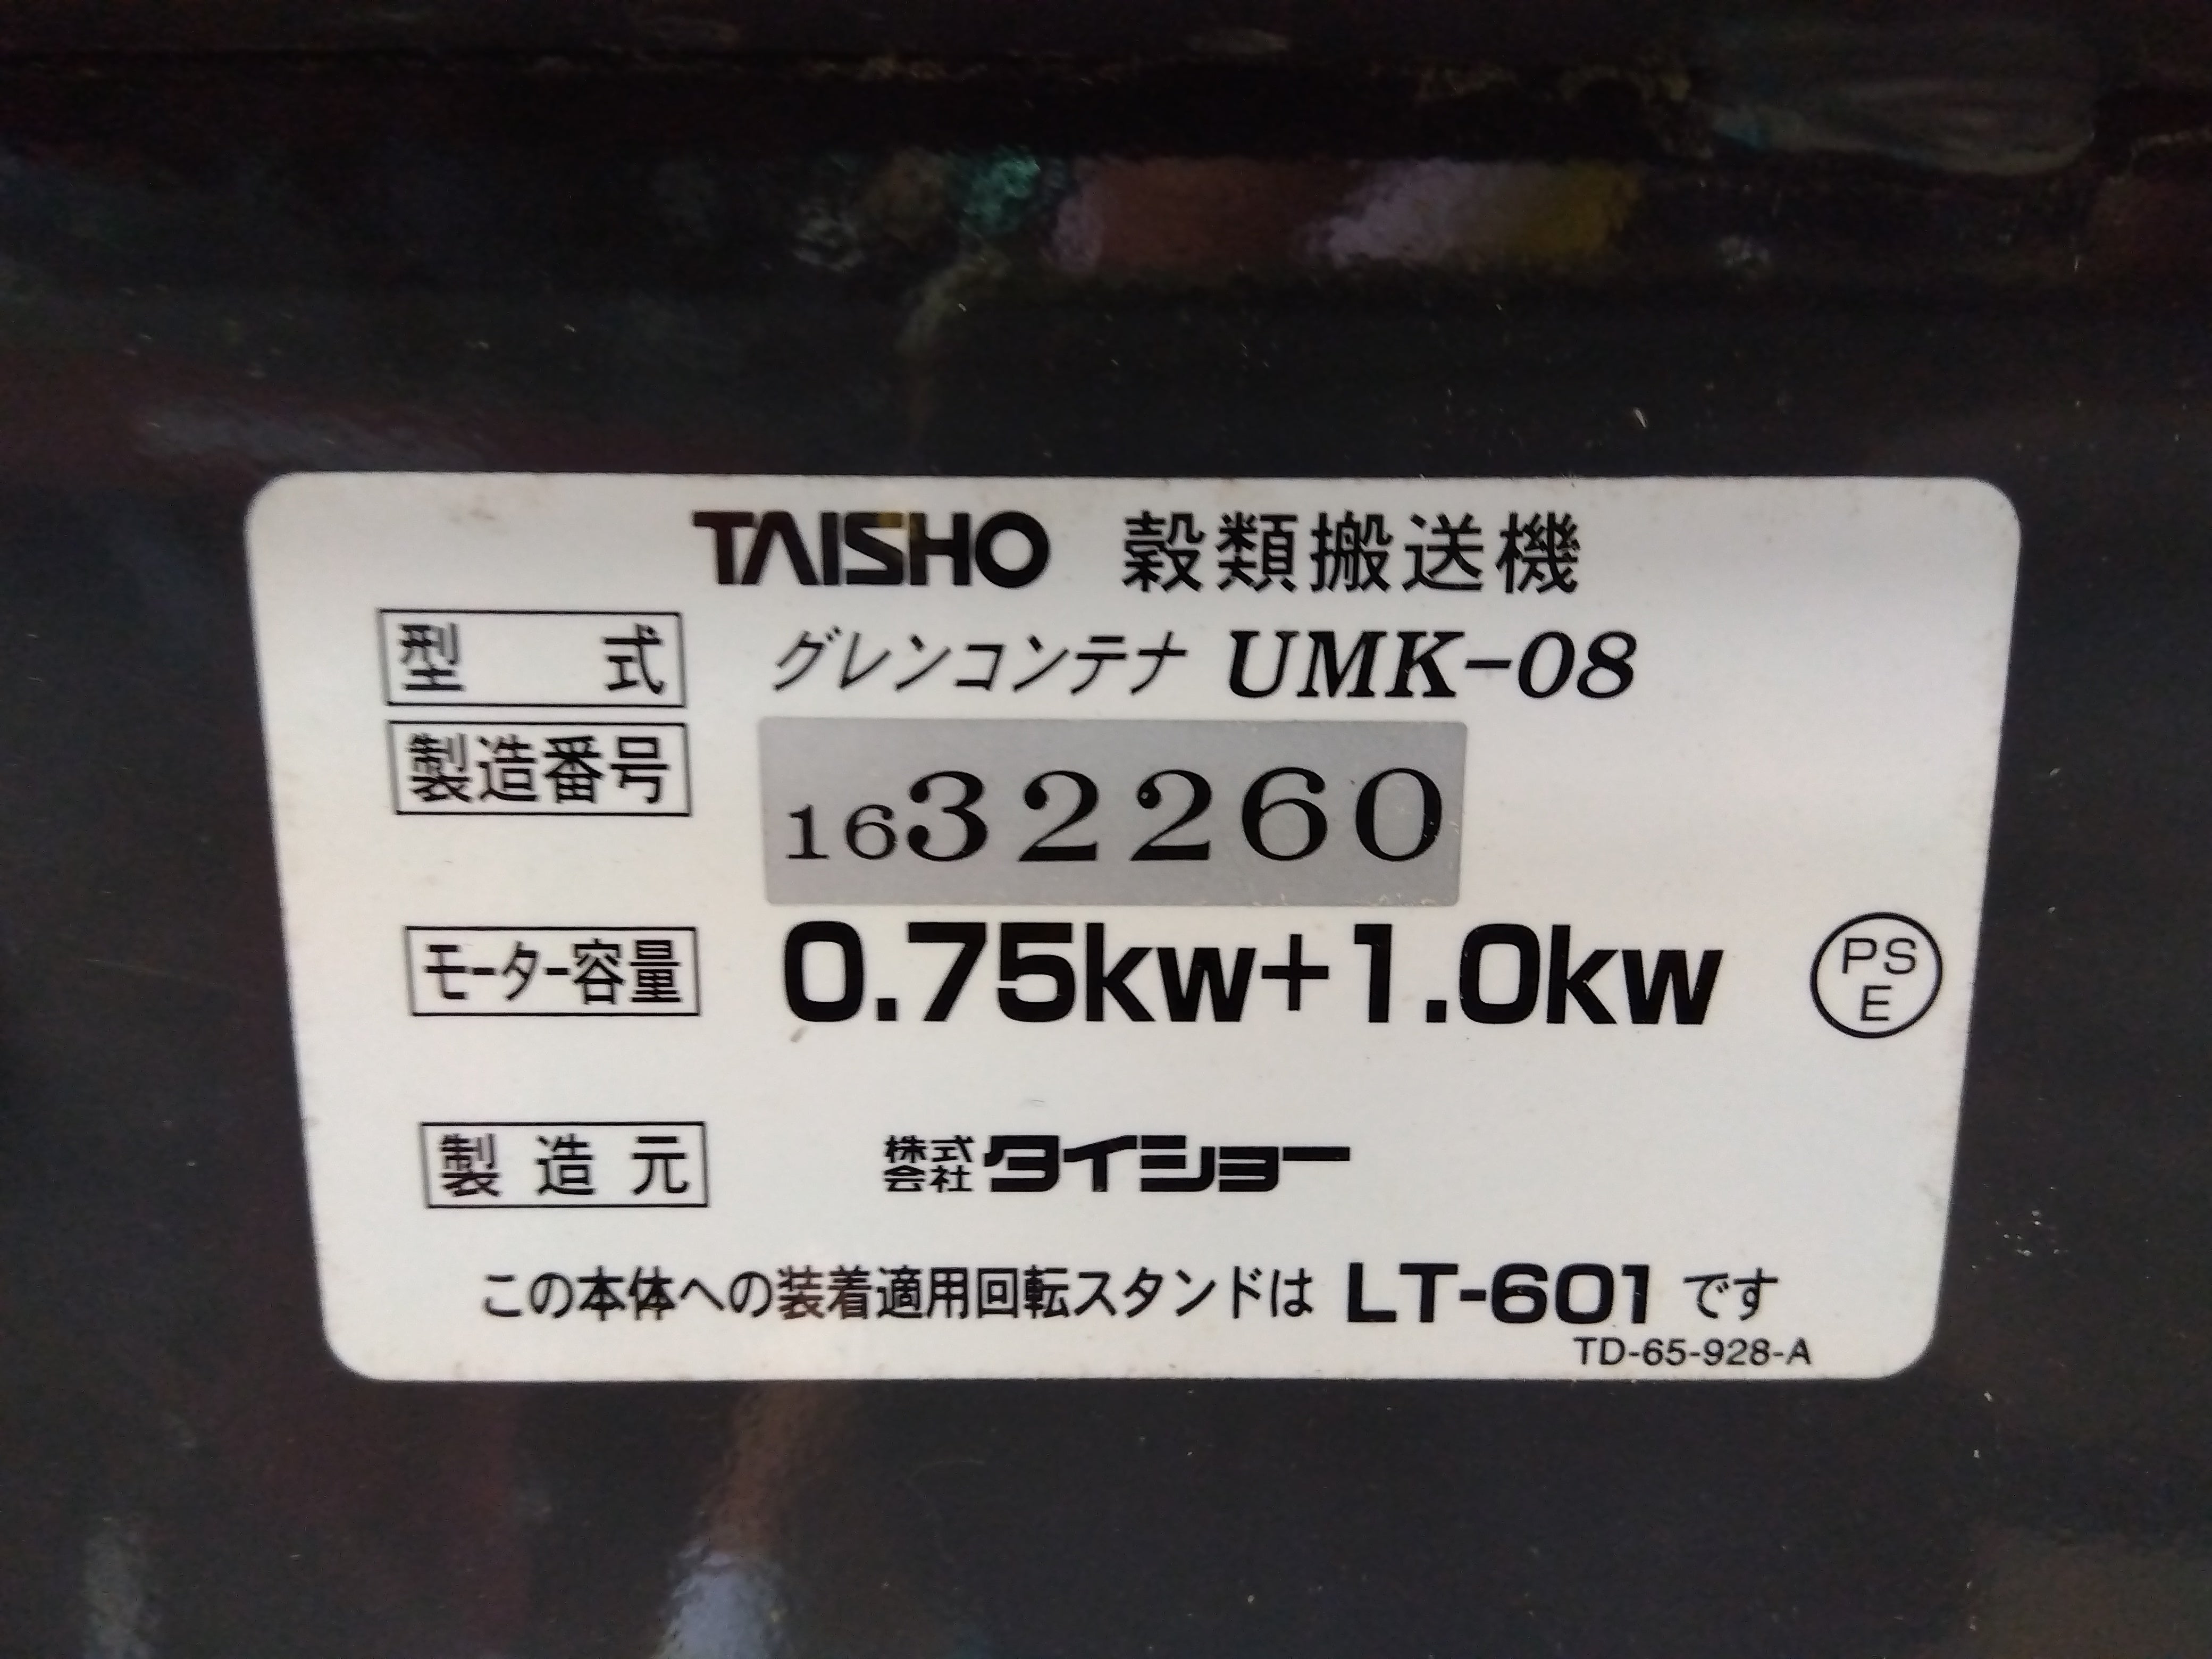 TAISHO 穀類搬送機
型式 グレンコンテナ UMK-08
製造番号 1632260
モーター容量 0.75kw+1.0kw PSE
製造元 株式会社タイショー
この本体への装着適用回転スタンドは LT-601 です
TD-65-928-A